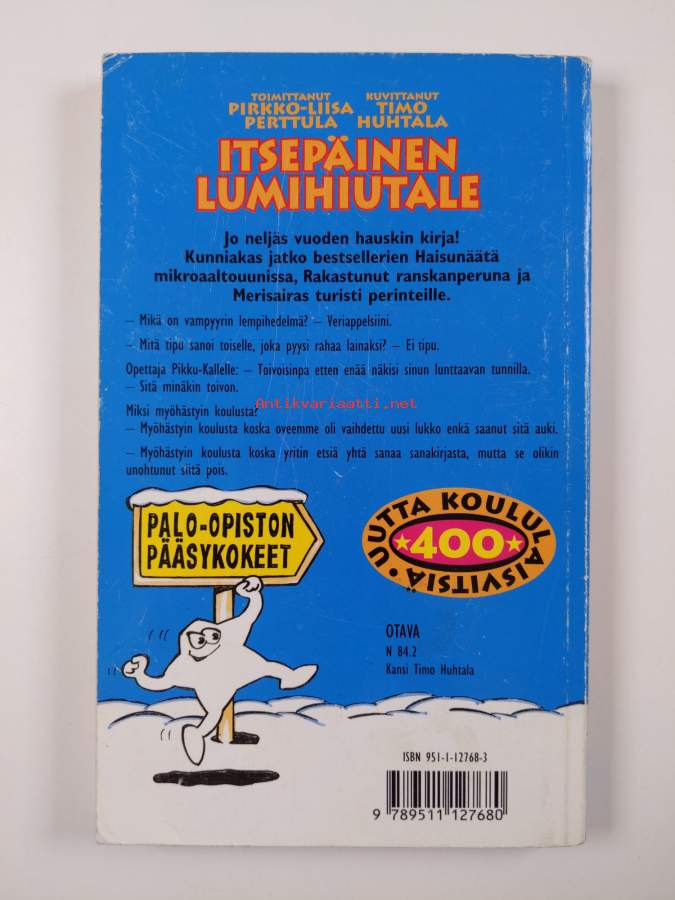 TOIMITTANUT KUVITTANUT
PIRKKO-LIISA TIMO
PERTTULA HUHTALA
ITSEPÄINEN
LUMIHIUTALE
Jo neljäs vuoden hauskin kirja!
Kunniakas jatko bestsellerien Haisunäätä
mikroaaltouunissa, Rakastunut ranskanperuna ja
Merisairas turisti perinteille.
– Mikä on vampyyrin lempihedelmä? – Veriappelsiini.
– Mitä tipu sanoi toiselle, joka pyysi rahaa lainaksi? – Ei tipu.
Opettaja Pikku-Kallelle: – Toivoisinpa etten enää näkisi sinun lunttaavan tunnilla.
– Sitä minäkin toivon.
Antikvariaatti.net
Miksi myöhästyin koulusta?
– Myöhästyin koulusta koska oveemme oli vaihdettu uusi lukko enkä saanut sitä auki.
– Myöhästyin koulusta koska yritin etsiä yhtä sanaa sanakirjasta, mutta se olikin
unohtunut siitä pois.
PALO-OPISTON
PÄÄSYKOKEET
UUTTA KOULULAISVITSIÄ •
★400★
OTAVA
N 84.2
Kansi Timo Huhtala
ISBN 951-1-12768-3
9 789511 127680